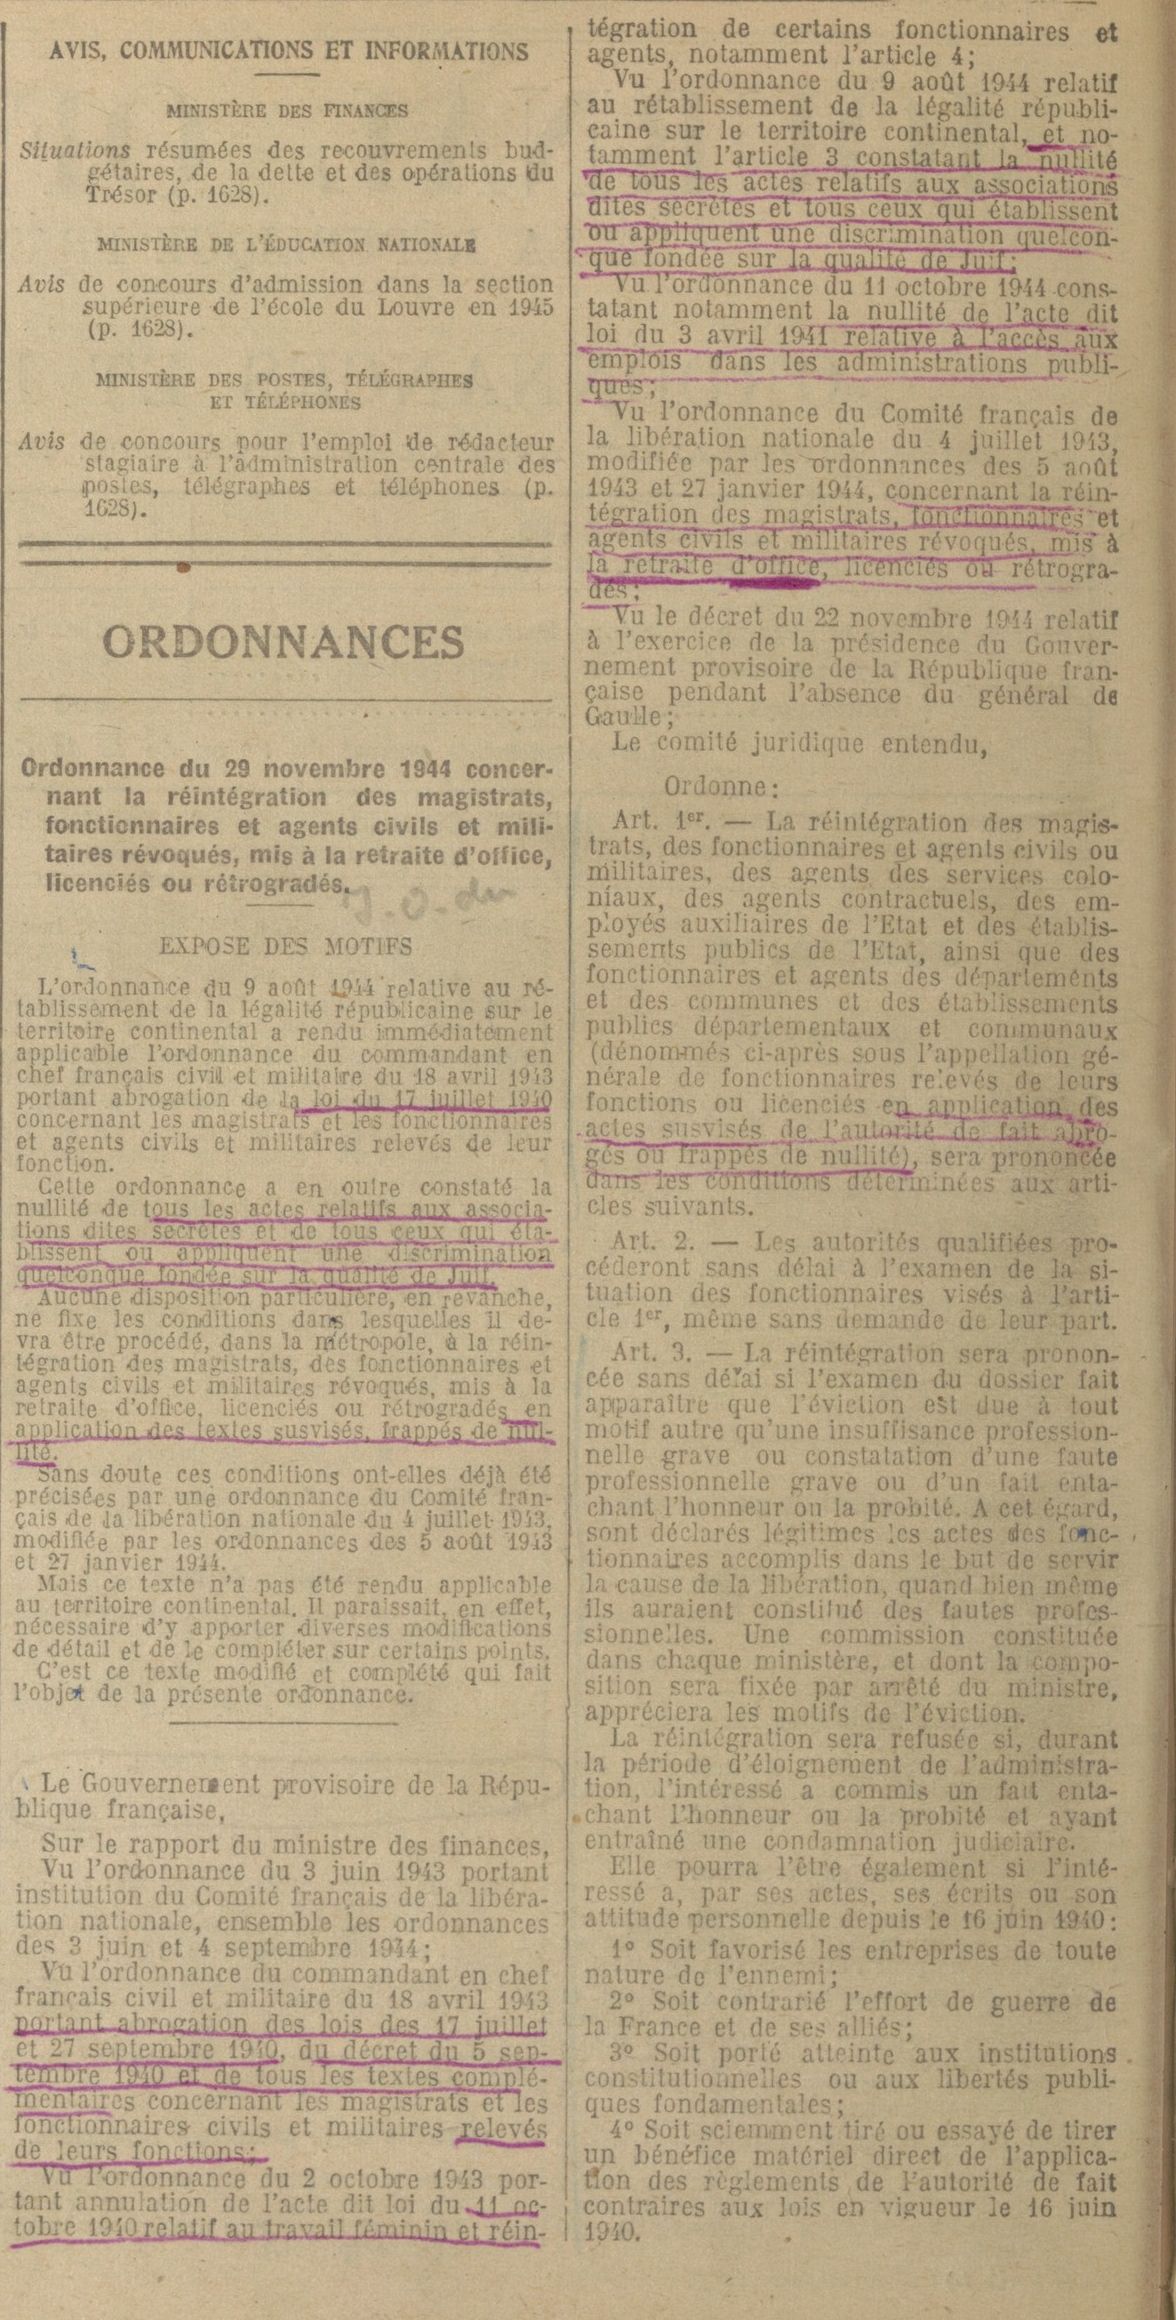 AVIS, COMMUNICATIONS ET INFORMATIONS
MINISTÈRE DES FINANCES
Situations résumées des recouvrements bud-
gétaires, de la dette et des opérations du
Trésor (p. 1628).
MINISTÈRE DE L'ÉDUCATION NATIONALE
Avis de concours d'admission dans la section
supérieure de l'école du Louvre en 1945
(p. 1628).
MINISTÈRE DES POSTES, TÉLÉGRAPHES
ET TÉLÉPHONES
Avis de concours pour l'emploi de rédacteur
stagiaire à l'administration centrale des
postes, télégraphes et téléphones (p.
1628).
ORDONNANCES
Ordonnance du 29 novembre 1944 concer-
nant la réintégration des magistrats,
fonctionnaires et agents civils et mili-
taires révoqués, mis à la retraite d'office,
licenciés ou rétrogradés.
J.O. du
EXPOSE DES MOTIFS
L'ordonnance du 9 août 1944 relative au ré-
tablissement de la légalité républicaine sur le
territoire continental a rendu immédiatement
applicable l'ordonnance du commandant en
chef français civil et militaire du 18 avril 1943
portant abrogation de la loi du 17 juillet 1940
concernant les magistrats et les fonctionnaires
et agents civils et militaires relevés de leur
fonction.
Cette ordonnance a en outre constaté la
nullité de tous les actes relatifs aux associa-
tions dites secrètes et de tous ceux qui éta-
blissent ou appliquent une discrimination
quelconque fondée sur la qualité de Juif.
Aucune disposition particulière, en revanche,
ne fixe les conditions dans lesquelles il de-
vra être procédé, dans la métropole, à la réin-
tégration des magistrats, des fonctionnaires et
agents civils et militaires révoqués, mis à la
retraite d'office, licenciés ou rétrogradés en
application des textes susvisés, frappés de nul-
lité.
Sans doute ces conditions ont-elles déjà été
précisées par une ordonnance du Comité fran-
çais de la libération nationale du 4 juillet 1943,
modifiée par les ordonnances des 5 août 1943
et 27 janvier 1944.
Mais ce texte n'a pas été rendu applicable
au territoire continental. Il paraissait, en effet,
nécessaire d'y apporter diverses modifications
de détail et de le compléter sur certains points.
C'est ce texte modifié et complété qui fait
l'objet de la présente ordonnance.
Le Gouvernement provisoire de la Répu-
blique française,
Sur le rapport du ministre des finances,
Vu l'ordonnance du 3 juin 1943 portant
institution du Comité français de la libéra-
tion nationale, ensemble les ordonnances
des 3 juin et 4 septembre 1944;
Vu l'ordonnance du commandant en chef
français civil et militaire du 18 avril 1943
portant abrogation des lois des 17 juillet
et 27 septembre 1940, du décret du 5 sep-
tembre 1940 et de tous les textes complé-
mentaires concernant les magistrats et les
fonctionnaires civils et militaires relevés
de leurs fonctions;
Vu l'ordonnance du 2 octobre 1943 por-
tant annulation de l'acte dit loi du 11 oc-
tobre 1940 relatif au travail féminin et réin-
tégration de certains fonctionnaires et
agents, notamment l'article 4;
Vu l'ordonnance du 9 août 1944 relatif
au rétablissement de la légalité républi-
caine sur le territoire continental, et no-
tamment l'article 3 constatant la nullité
de tous les actes relatifs aux associations
dites secrètes et tous ceux qui établissent
ou appliquent une discrimination quelcon-
que fondée sur la qualité de Juif;
Vu l'ordonnance du 11 octobre 1944 cons-
tatant notamment la nullité de l'acte dit
loi du 3 avril 1941 relative à l'accès aux
emplois dans les administrations publi-
ques;
Vu l'ordonnance du Comité français de
la libération nationale du 4 juillet 1943,
modifiée par les ordonnances des 5 août
1943 et 27 janvier 1944, concernant la réin-
tégration des magistrats, fonctionnaires et
agents civils et militaires révoqués, mis à
la retraite d'office, licenciés ou rétrogra-
dés;
Vu le décret du 22 novembre 1944 relatif
à l'exercice de la présidence du Gouver-
nement provisoire de la République fran-
çaise pendant l'absence du général de
Gaulle;
Le comité juridique entendu,
Ordonne:
Art. 1er. — La réintégration des magis-
trats, des fonctionnaires et agents civils ou
militaires, des agents des services colo-
niaux, des agents contractuels, des em-
ployés auxiliaires de l'Etat et des établis-
sements publics de l'Etat, ainsi que des
fonctionnaires et agents des départements
et des communes et des établissements
publics départementaux et communaux
(dénommés ci-après sous l'appellation gé-
nérale de fonctionnaires relevés de leurs
fonctions ou licenciés en application des
actes susvisés de l'autorité de fait abro-
gés ou frappés de nullité), sera prononcée
dans les conditions déterminées aux arti-
cles suivants.
Art. 2. — Les autorités qualifiées pro-
céderont sans délai à l'examen de la si-
tuation des fonctionnaires visés à l'arti-
cle 1er, même sans demande de leur part.
Art. 3. — La réintégration sera pronon-
cée sans délai si l'examen du dossier fait
apparaître que l'éviction est due à tout
motif autre qu'une insuffisance profession-
nelle grave ou constatation d'une faute
professionnelle grave ou d'un fait enta-
chant l'honneur ou la probité. A cet égard,
sont déclarés légitimes les actes des fonc-
tionnaires accomplis dans le but de servir
la cause de la libération, quand bien même
ils auraient constitué des fautes profes-
sionnelles. Une commission constituée
dans chaque ministère, et dont la compo-
sition sera fixée par arrêté du ministre,
appréciera les motifs de l'éviction.
La réintégration sera refusée si, durant
la période d'éloignement de l'administra-
tion, l'intéressé a commis un fait enta-
chant l'honneur ou la probité et ayant
entraîné une condamnation judiciaire.
Elle pourra l'être également si l'inté-
ressé a, par ses actes, ses écrits ou son
attitude personnelle depuis le 16 juin 1940:
1° Soit favorisé les entreprises de toute
nature de l'ennemi;
2° Soit contrarié l'effort de guerre de
la France et de ses alliés;
3° Soit porté atteinte aux institutions
constitutionnelles ou aux libertés publi-
ques fondamentales;
4° Soit sciemment tiré ou essayé de tirer
un bénéfice matériel direct de l'applica-
tion des règlements de l'autorité de fait
contraires aux lois en vigueur le 16 juin
1940.